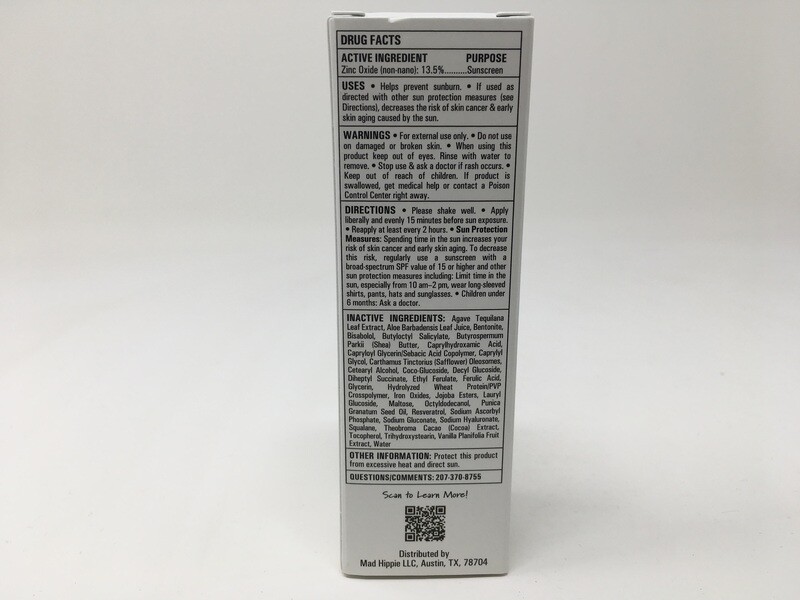 DRUG FACTS
ACTIVE INGREDIENT PURPOSE
Zinc Oxide (non-nano): 13.5%..........Sunscreen
USES • Helps prevent sunburn. • If used as
directed with other sun protection measures (see
Directions), decreases the risk of skin cancer & early
skin aging caused by the sun.
WARNINGS • For external use only. • Do not use
on damaged or broken skin. • When using this
product keep out of eyes. Rinse with water to
remove. • Stop use & ask a doctor if rash occurs. •
Keep out of reach of children. If product is
swallowed, get medical help or contact a Poison
Control Center right away.
DIRECTIONS • Please shake well. • Apply
liberally and evenly 15 minutes before sun exposure.
• Reapply at least every 2 hours. • Sun Protection
Measures: Spending time in the sun increases your
risk of skin cancer and early skin aging. To decrease
this risk, regularly use a sunscreen with a
broad-spectrum SPF value of 15 or higher and other
sun protection measures including: Limit time in the
sun, especially from 10 am–2 pm, wear long-sleeved
shirts, pants, hats and sunglasses. • Children under
6 months: Ask a doctor.
INACTIVE INGREDIENTS: Agave Tequilana
Leaf Extract, Aloe Barbadensis Leaf Juice, Bentonite,
Bisabolol, Butyloctyl Salicylate, Butyrospermum
Parkii (Shea) Butter, Caprylhydroxamic Acid,
Capryloyl Glycerin/Sebacic Acid Copolymer, Caprylyl
Glycol, Carthamus Tinctorius (Safflower) Oleosomes,
Cetearyl Alcohol, Coco-Glucoside, Decyl Glucoside,
Diheptyl Succinate, Ethyl Ferulate, Ferulic Acid,
Glycerin, Hydrolyzed Wheat Protein/PVP
Crosspolymer, Iron Oxides, Jojoba Esters, Lauryl
Glucoside, Maltose, Octyldodecanol, Punica
Granatum Seed Oil, Resveratrol, Sodium Ascorbyl
Phosphate, Sodium Gluconate, Sodium Hyaluronate,
Squalane, Theobroma Cacao (Cocoa) Extract,
Tocopherol, Trihydroxystearin, Vanilla Planifolia Fruit
Extract, Water
OTHER INFORMATION: Protect this product
from excessive heat and direct sun.
QUESTIONS/COMMENTS: 207-370-8755
Scan to Learn More!
Distributed by
Mad Hippie LLC, Austin, TX, 78704